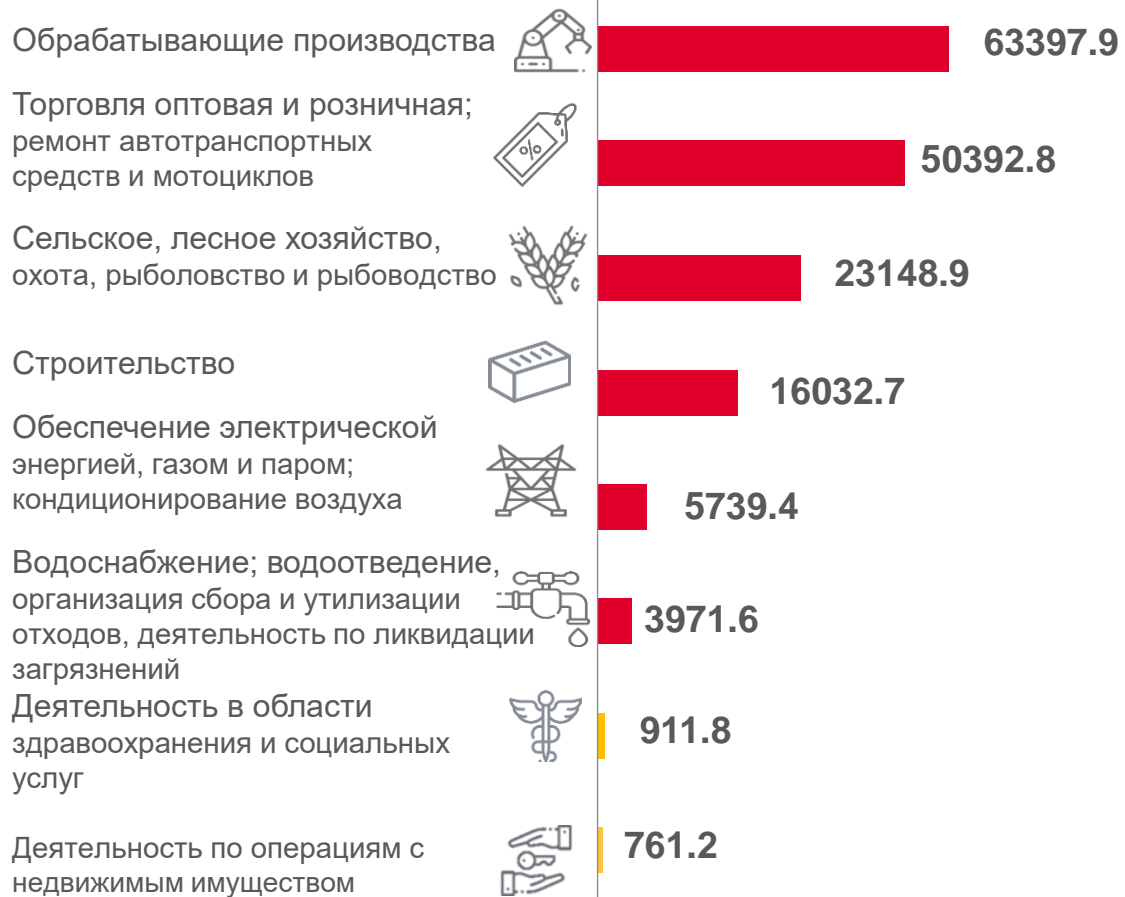 Обрабатывающие производства
63397.9
Торговля оптовая и розничная;
ремонт автотранспортных
средств и мотоциклов
%
50392.8
Сельское, лесное хозяйство,
охота, рыболовство и рыбоводство
23148.9
Строительство
16032.7
Обеспечение электрической
энергией, газом и паром;
кондиционирование воздуха
5739.4
Водоснабжение; водоотведение,
организация сбора и утилизации
отходов, деятельность по ликвидации
загрязнений
3971.6
Деятельность в области
здравоохранения и социальных
услуг
911.8
Деятельность по операциям с
недвижимым имуществом
761.2